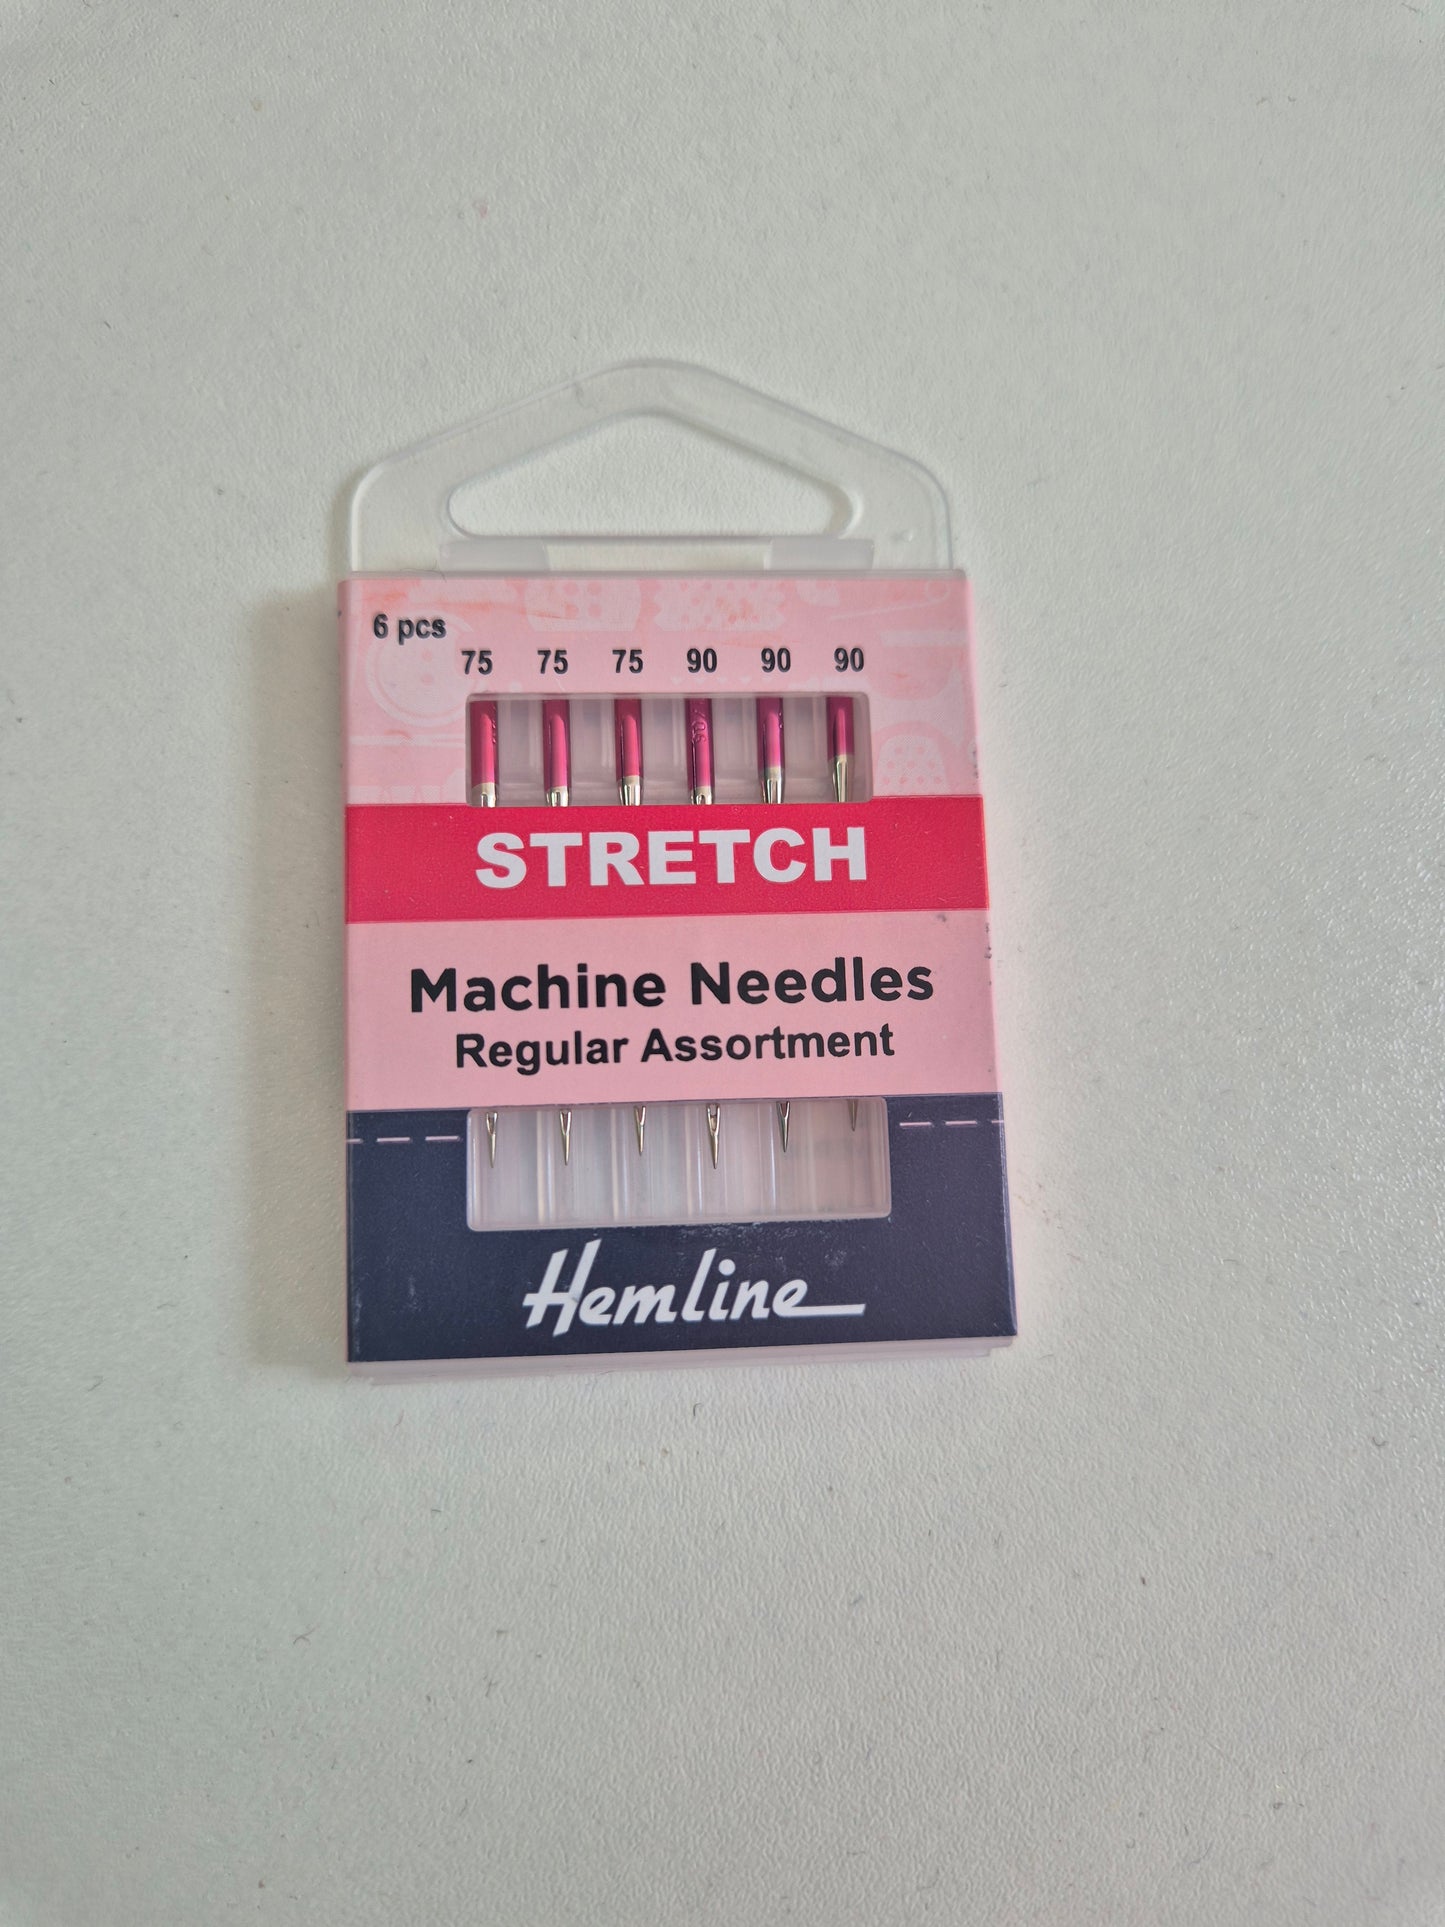 6 pcs
75 75 75 90 90 90
STRETCH
Machine Needles
Regular Assortment
Hemline